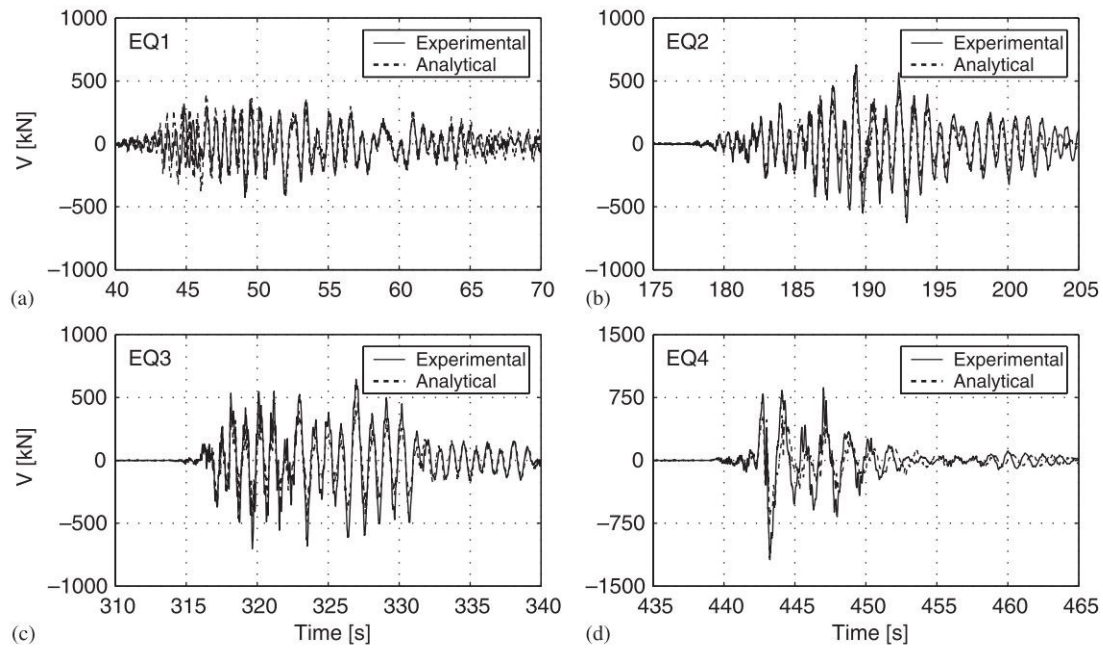 1000
EQ1
Experimental
Analytical
500
V [kN]
0
−500
−1000
(a)
40 45 50 55 60 65 70
1000
EQ2
Experimental
Analytical
500
0
−500
−1000
(b)
175 185 185 195 195 200 205
1000
EQ3
Experimental
Analytical
500
V [kN]
0
−500
−1000
(c)
310 315 320 325 330 335 340
Time [s]
1500
EQ4
Experimental
Analytical
750
0
−750
−1500
(d)
435 440 445 450 455 460 465
Time [s]